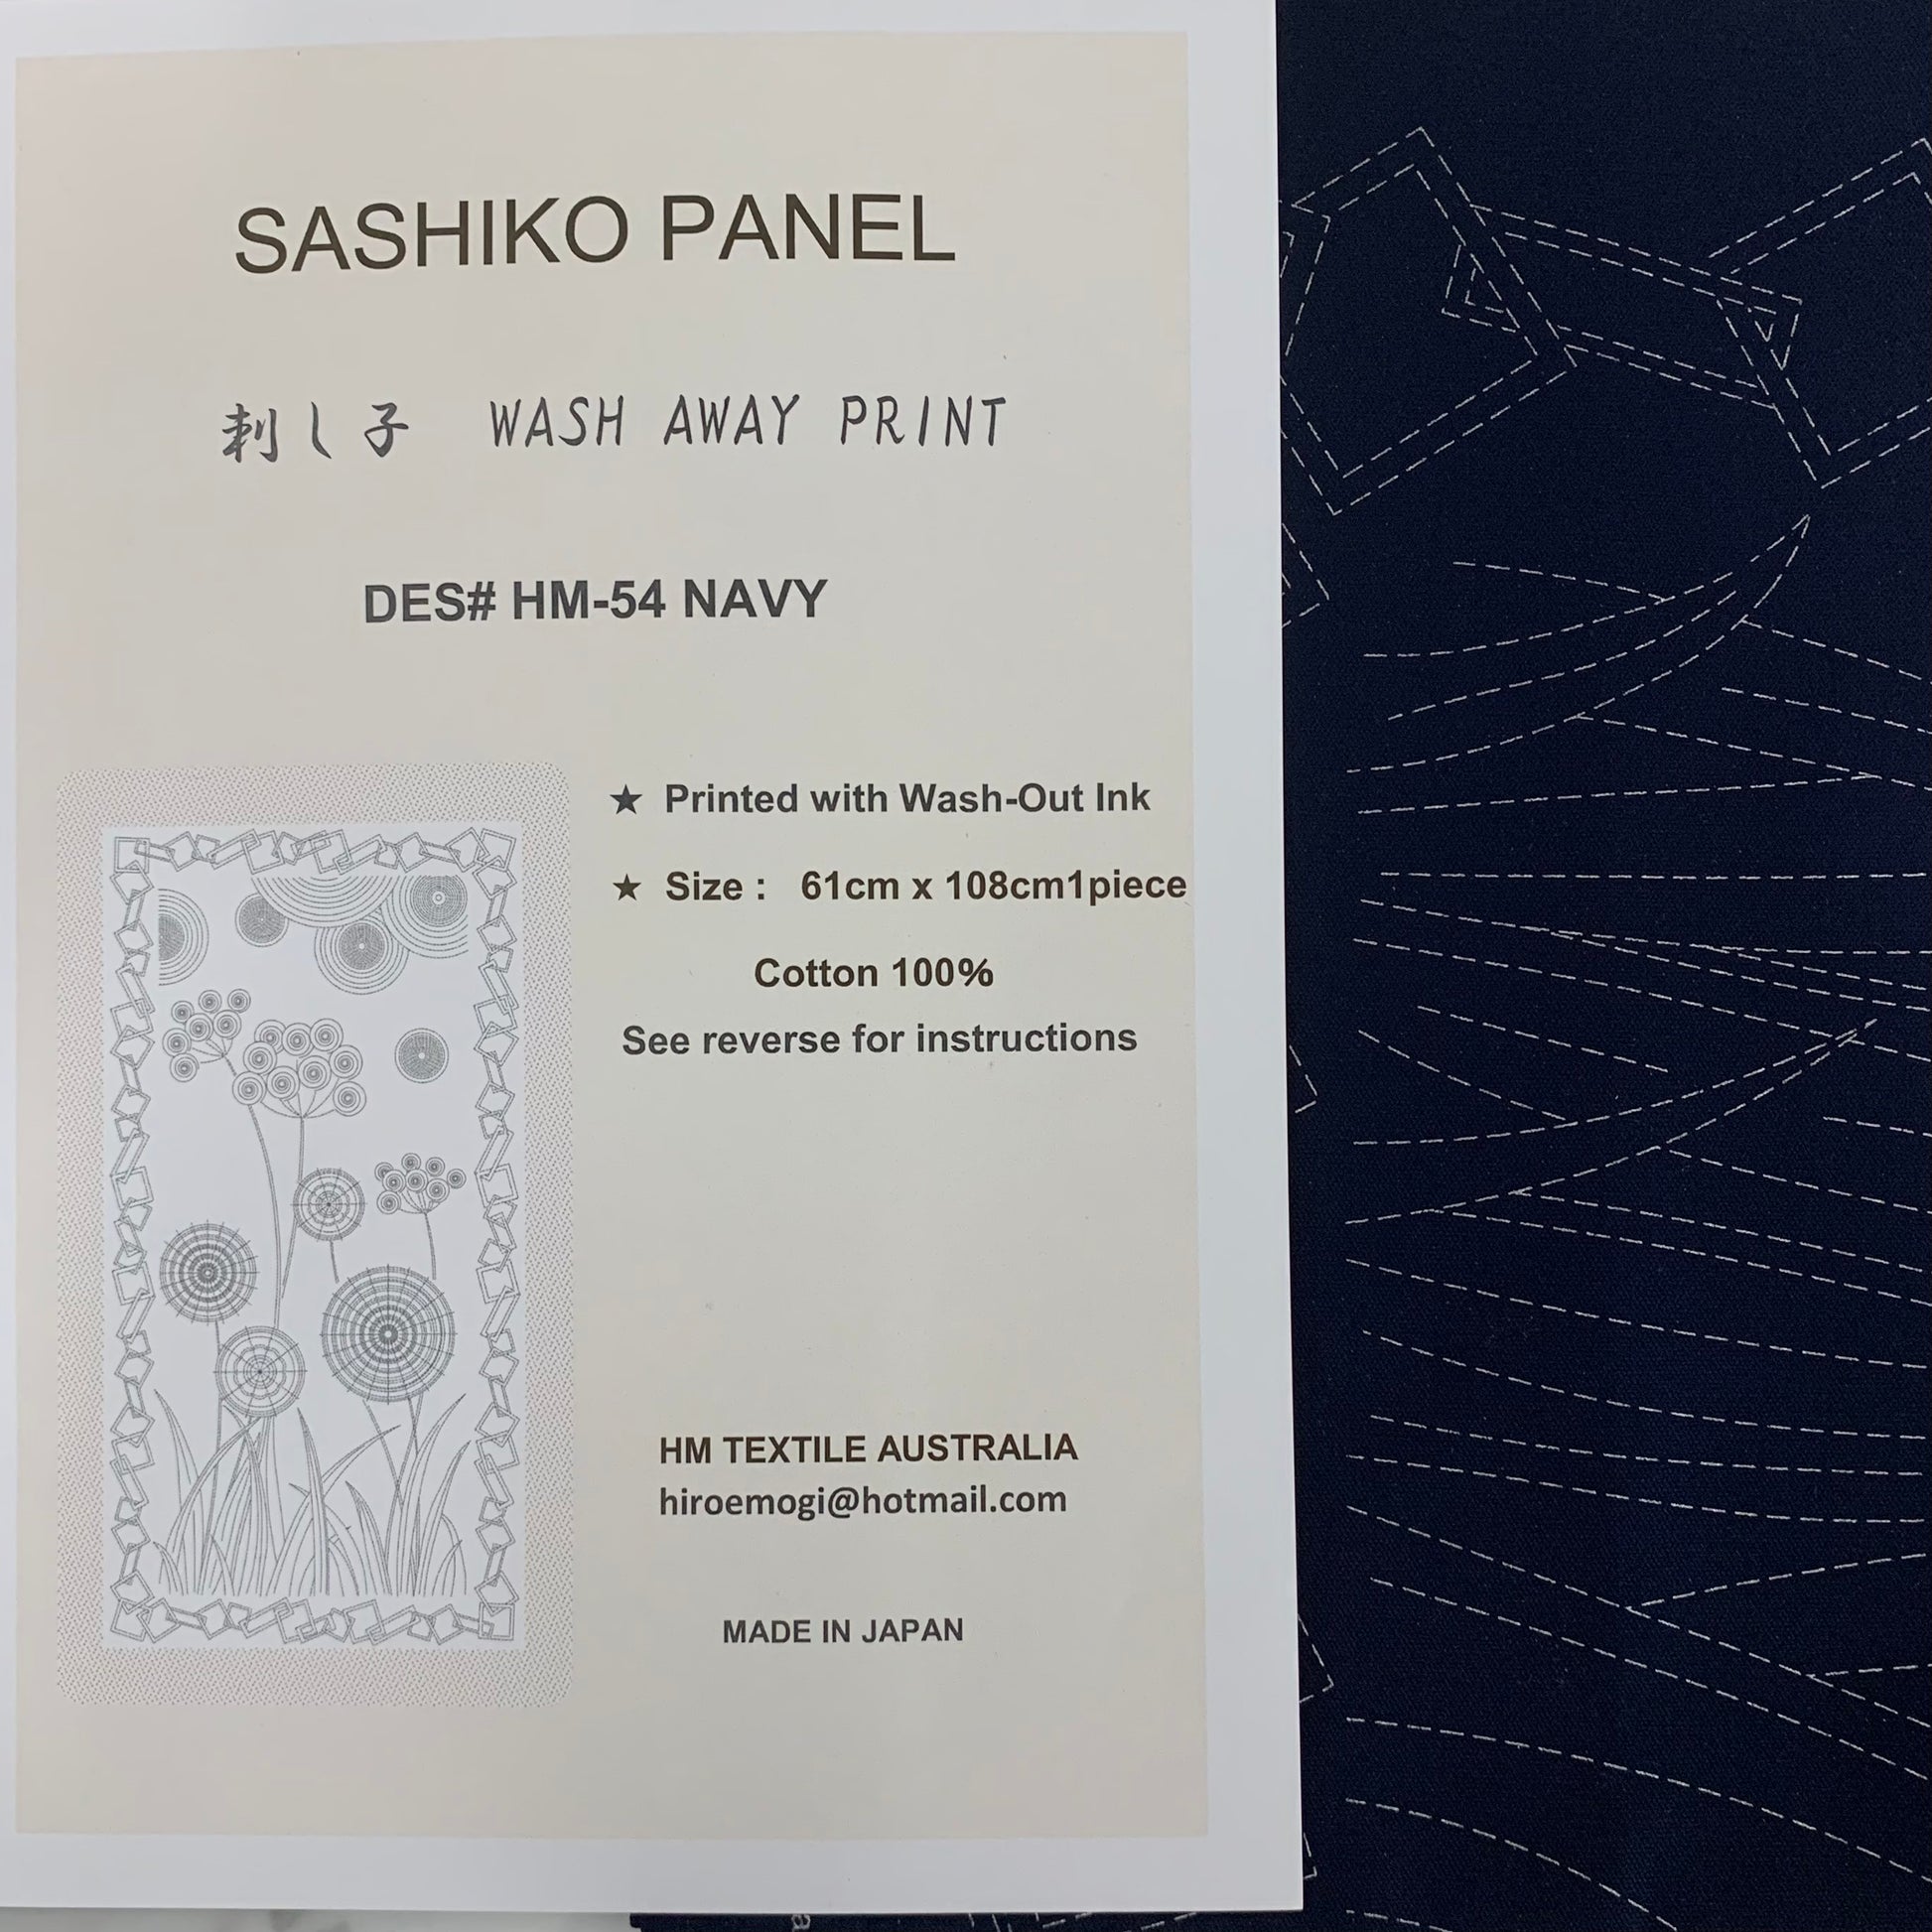 SASHIKO PANEL
刺し子 WASH AWAY PRINT
DES# HM-54 NAVY
★ Printed with Wash-Out Ink
★ Size : 61cm x 108cm1piece
Cotton 100%
See reverse for instructions
HM TEXTILE AUSTRALIA
hiroemogi@hotmail.com
MADE IN JAPAN